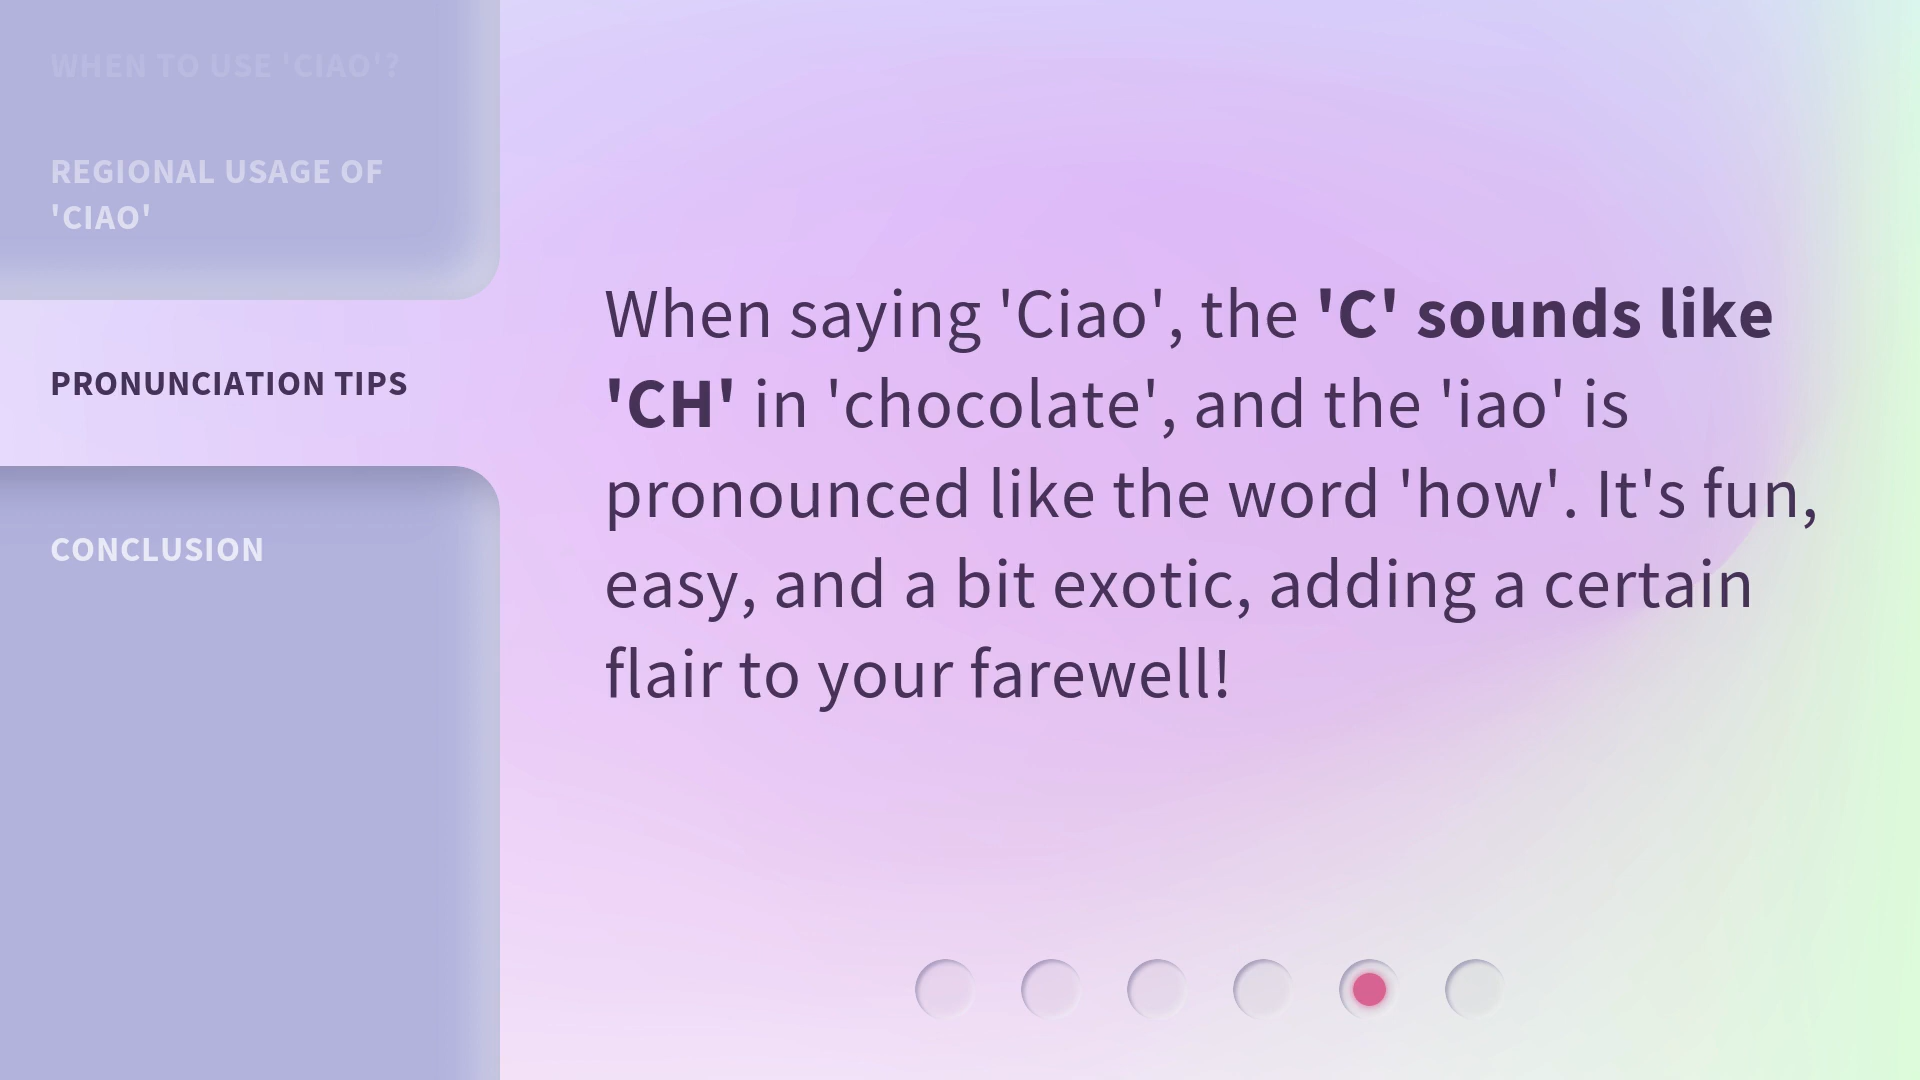 WHEN TO USE 'CIAO'?
REGIONAL USAGE OF
'CIAO'
PRONUNCIATION TIPS
CONCLUSION
When saying 'Ciao', the 'C' sounds like
'CH' in 'chocolate', and the 'iao' is
pronounced like the word 'how'. It's fun,
easy, and a bit exotic, adding a certain
flair to your farewell!